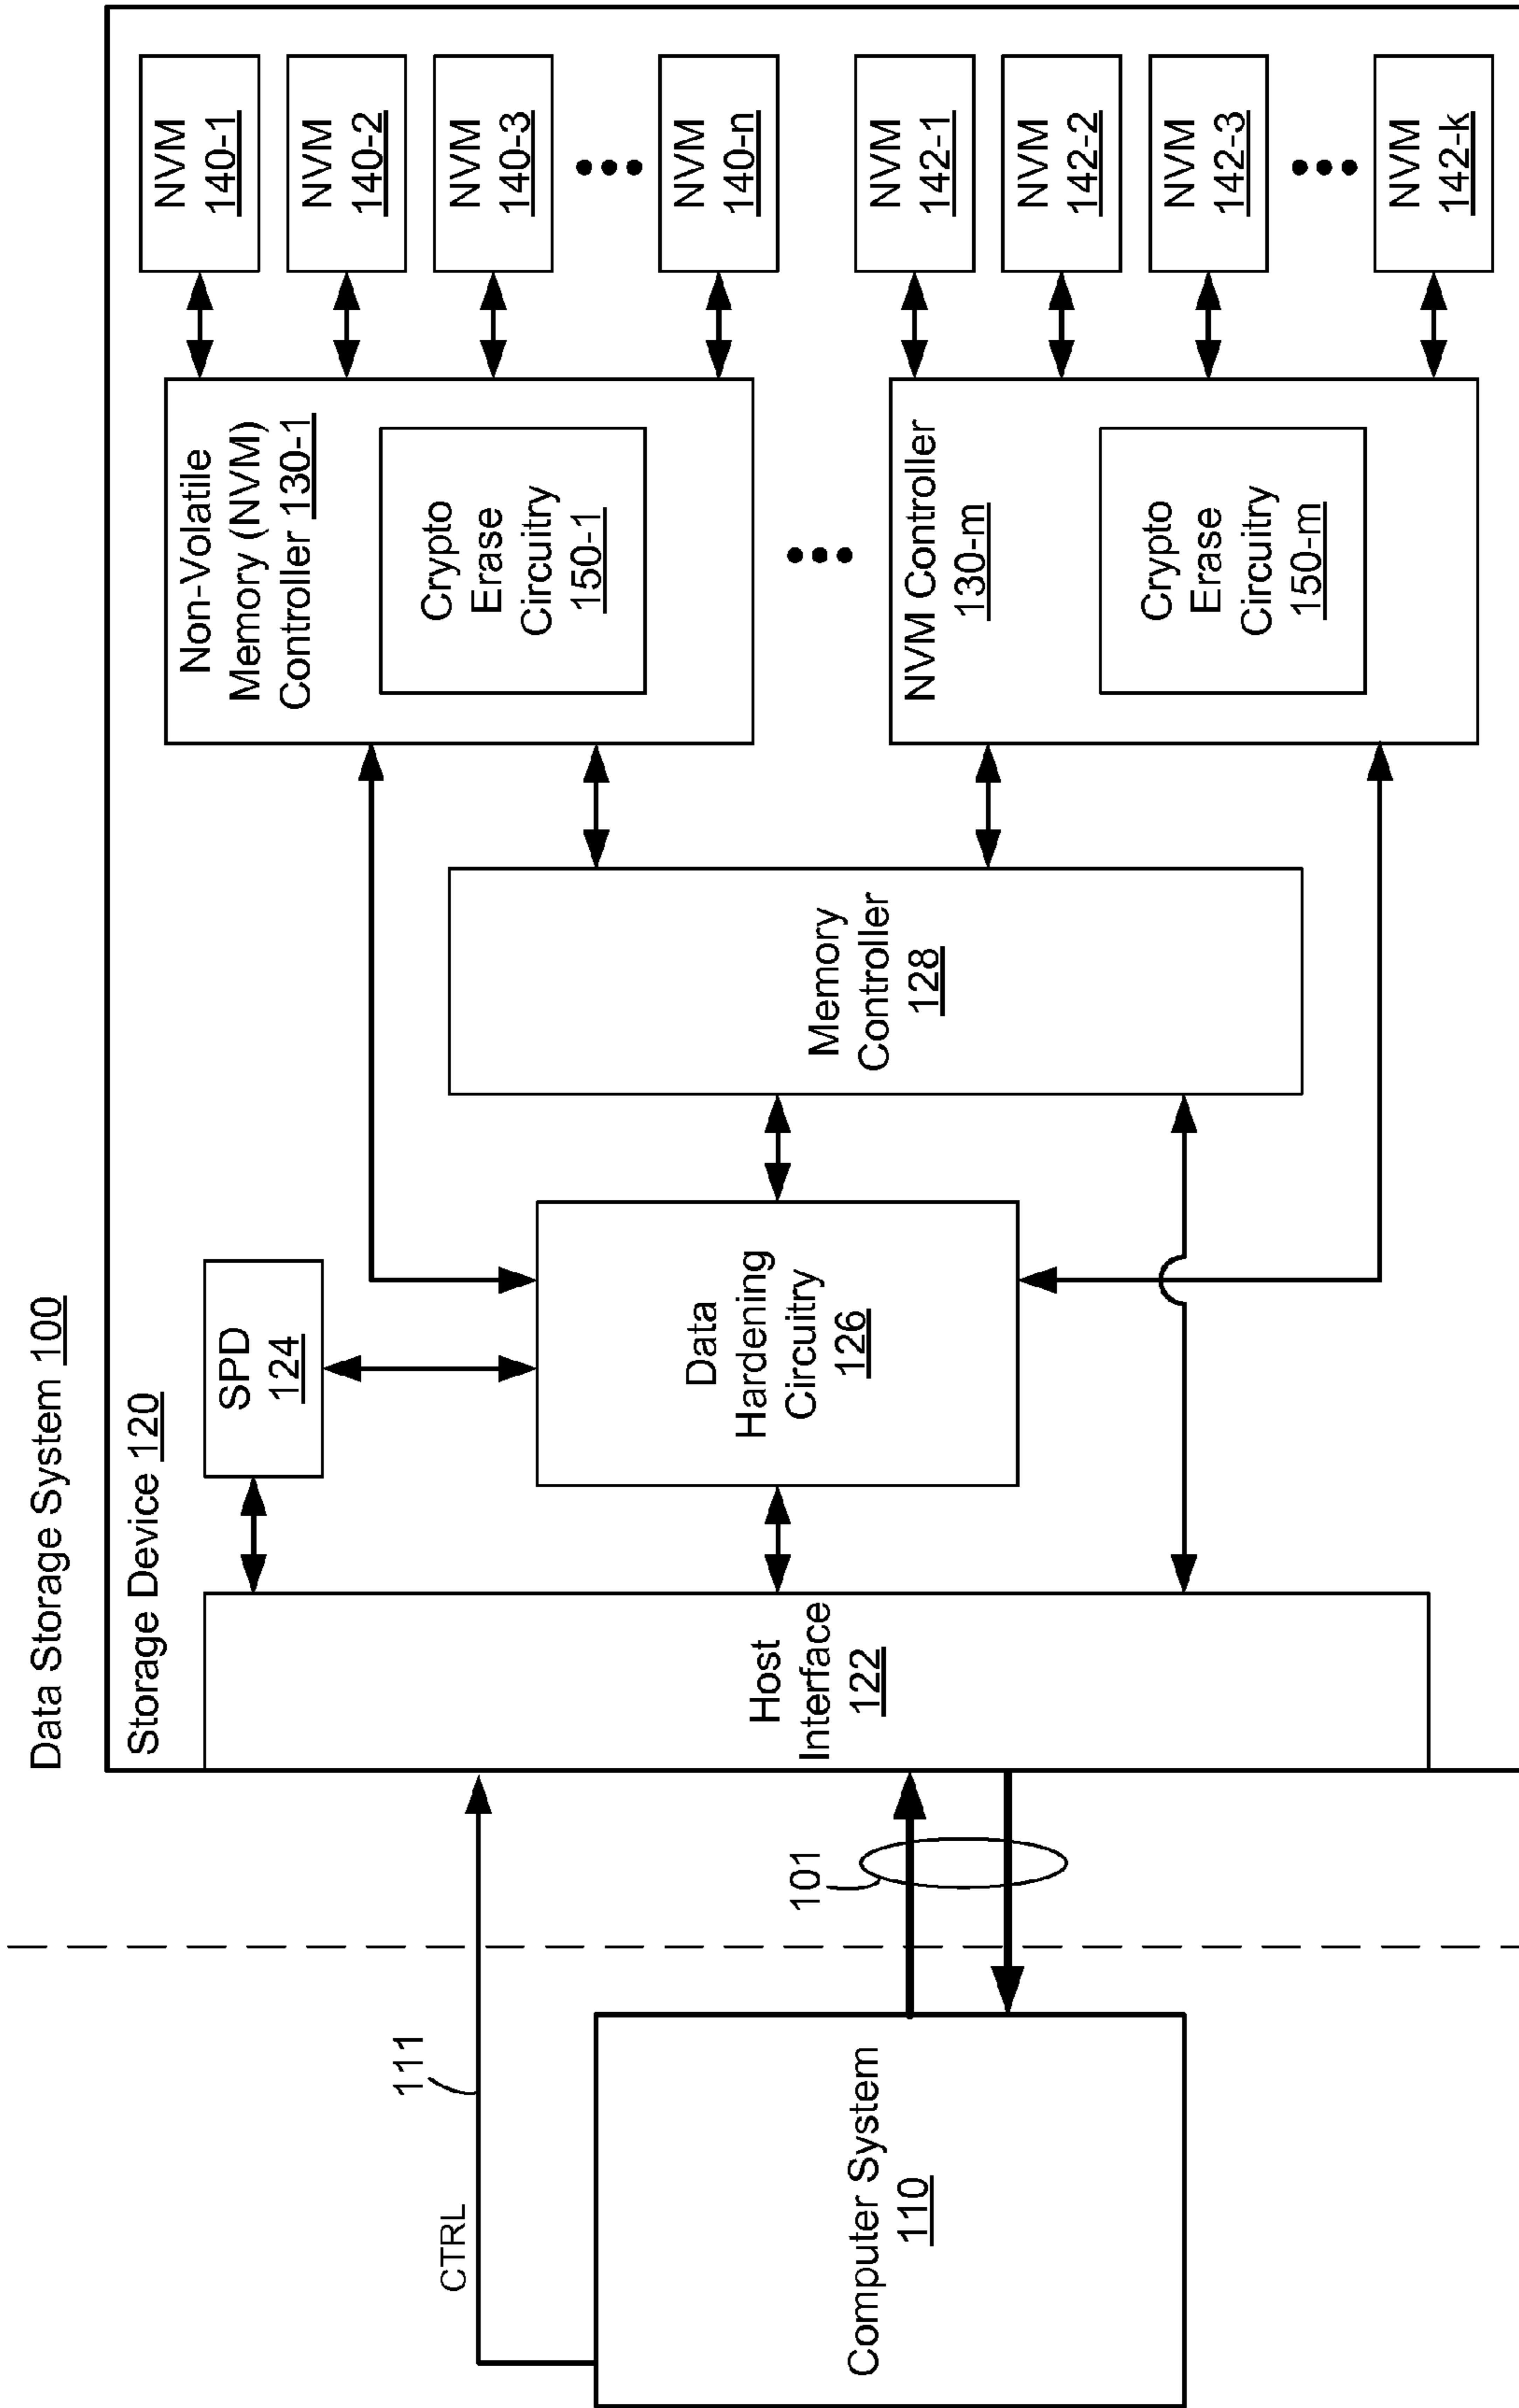 Data Storage System 100
Storage Device 120
CTRL
111
101
Computer System
110
Host
Interface
122
SPD
124
Data
Hardening
Circuitry
126
Memory
Controller
128
Non-Volatile
Memory (NVM)
Controller 130-1
Crypto
Erase
Circuitry
150-1
NVM Controller
130-m
Crypto
Erase
Circuitry
150-m
NVM
140-1
NVM
140-2
NVM
140-3
NVM
140-n
NVM
142-1
NVM
142-2
NVM
142-3
NVM
142-k